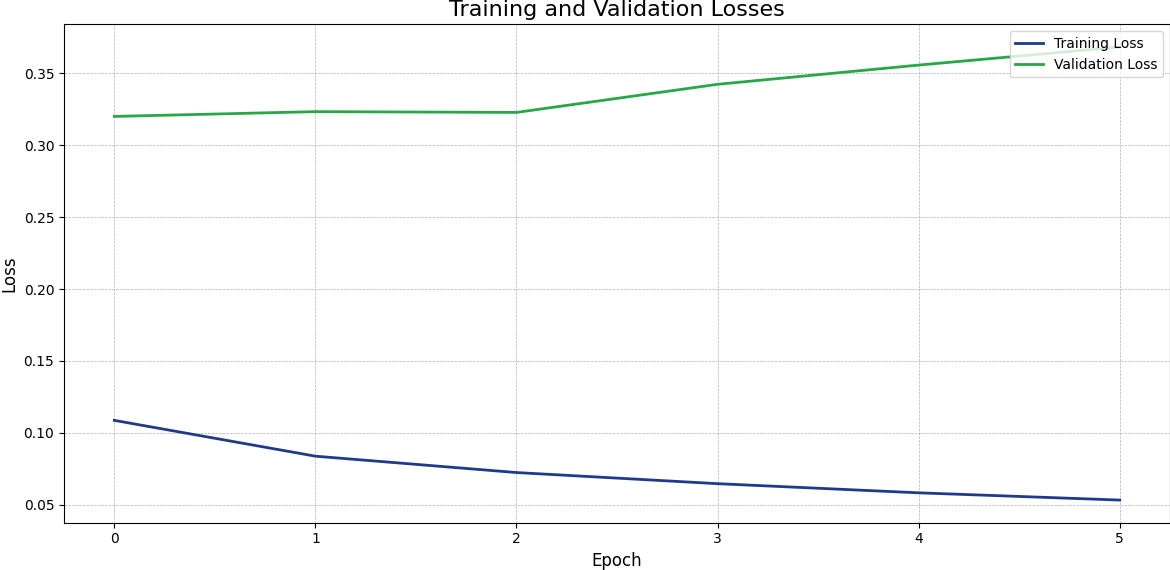 Training and Validation Losses
Training Loss
Validation Loss
0.35
0.30
0.25
0.20
0.15
0.10
0.05
Loss
0 1 2 3 4 5
Epoch